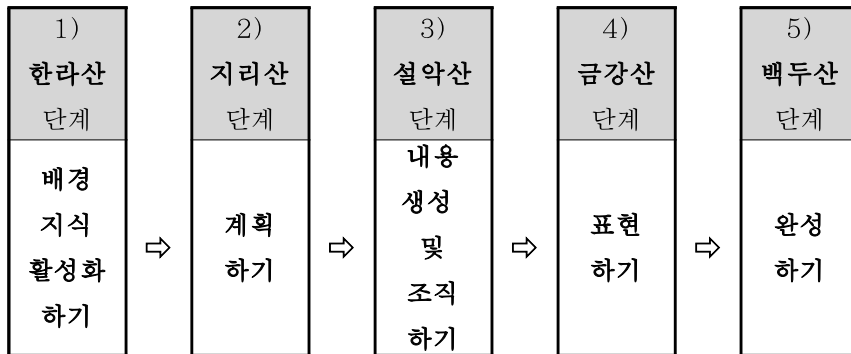 1)
한라산
단계
배경
지식
활성화
하기
⇨
2)
지리산
단계
계획
하기
⇨
3)
설악산
단계
내용
생성
및
조직
하기
⇨
4)
금강산
단계
표현
하기
⇨
5)
백두산
단계
완성
하기